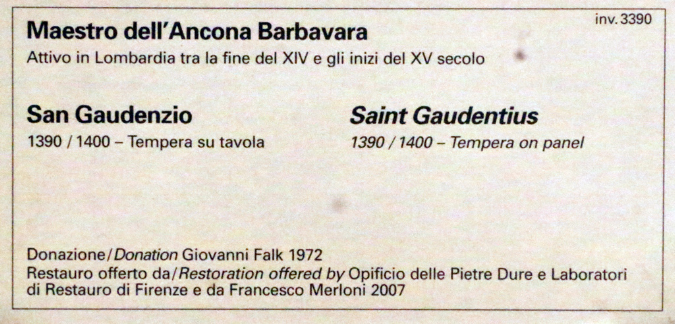 inv. 3390
Maestro dell'Ancona Barbavara
Attivo in Lombardia tra la fine del XIV e gli inizi del XV secolo
San Gaudenzio
1390 / 1400 – Tempera su tavola
Saint Gaudentius
1390 / 1400 – Tempera on panel
Donazione/Donation Giovanni Falk 1972
Restauro offerto da/Restoration offered by Opificio delle Pietre Dure e Laboratori
di Restauro di Firenze e da Francesco Merloni 2007